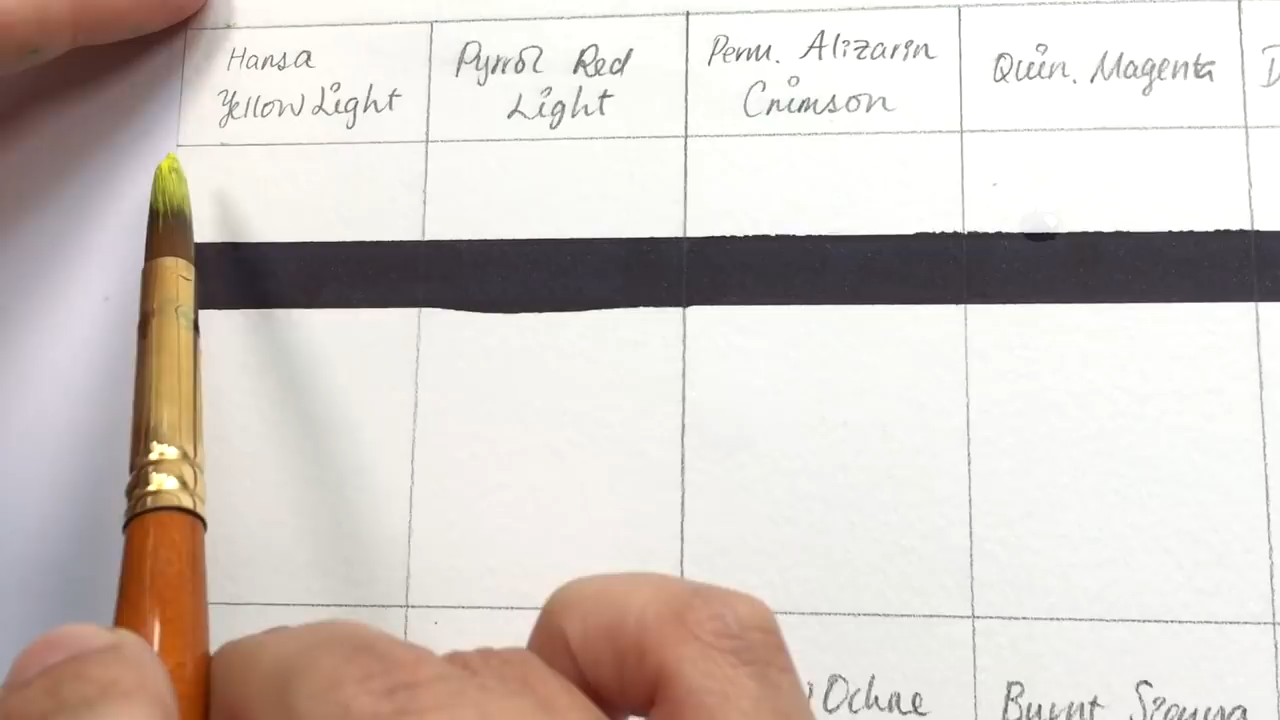 Hansa
Yellow Light
Pyrrol Red
Light
Perm. Alizarin
Crimson
Quin. Magenta
Ochre
Burnt Sienna